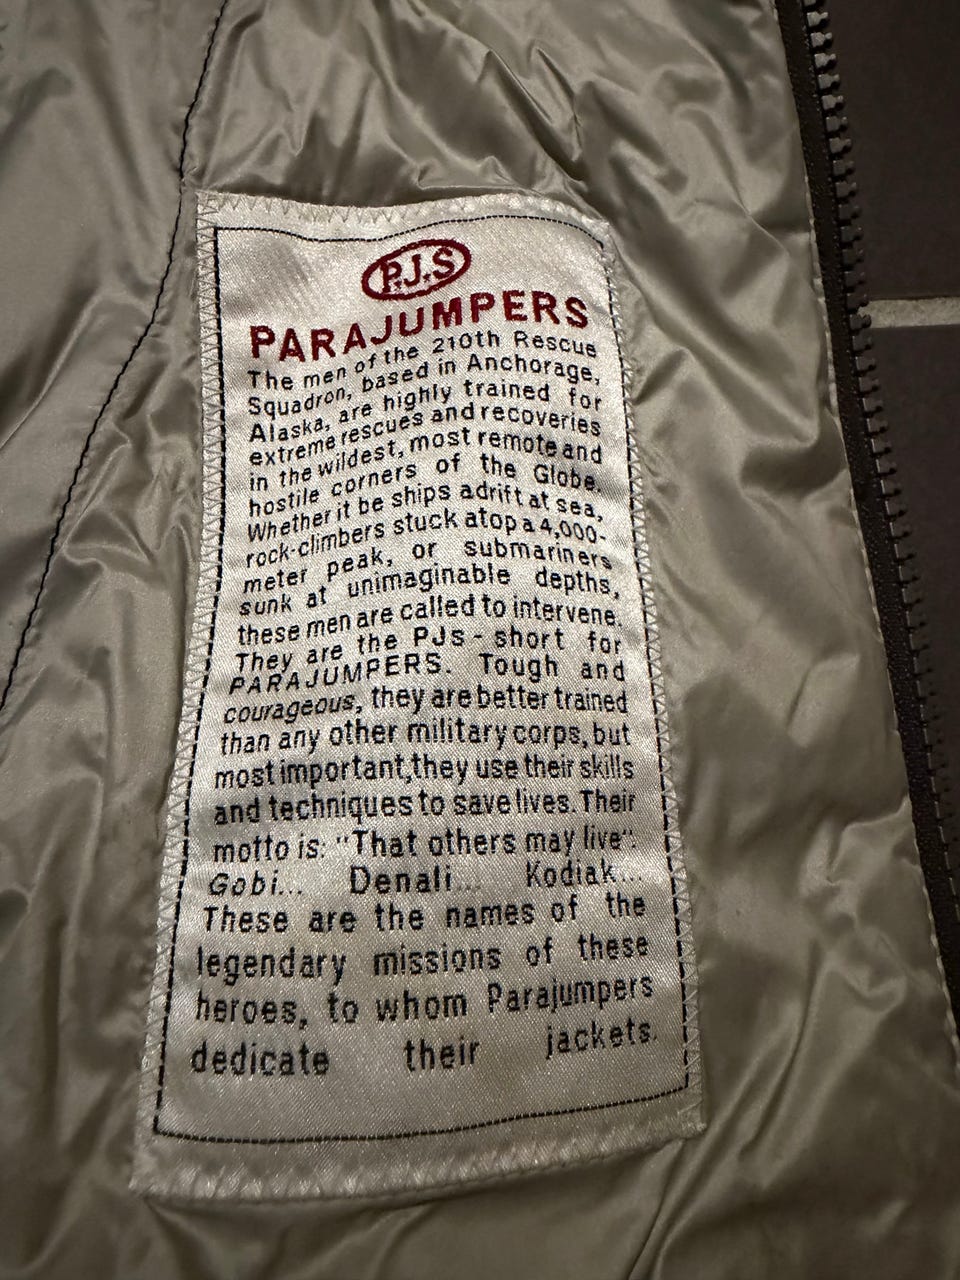 P.J.S
PARAJUMPERS
The men of the 210th Rescue
Squadron, based in Anchorage,
Alaska, are highly trained for
extreme rescues and recoveries
in the wildest, most remote and
hostile corners of the Globe.
Whether it be ships adrift at sea,
rock-climbers stuck atop a 4,000-
meter peak, or submariners
sunk at unimaginable depths,
these men are called to intervene.
They are the PJs - short for
PARAJUMPERS. Tough and
courageous, they are better trained
than any other military corps, but
most important,they use their skills
and techniques to save lives. Their
motto is: "That others may live".
Gobi... Denali... Kodiak...
These are the names of the
legendary missions of these
heroes, to whom Parajumpers
dedicate their jackets.